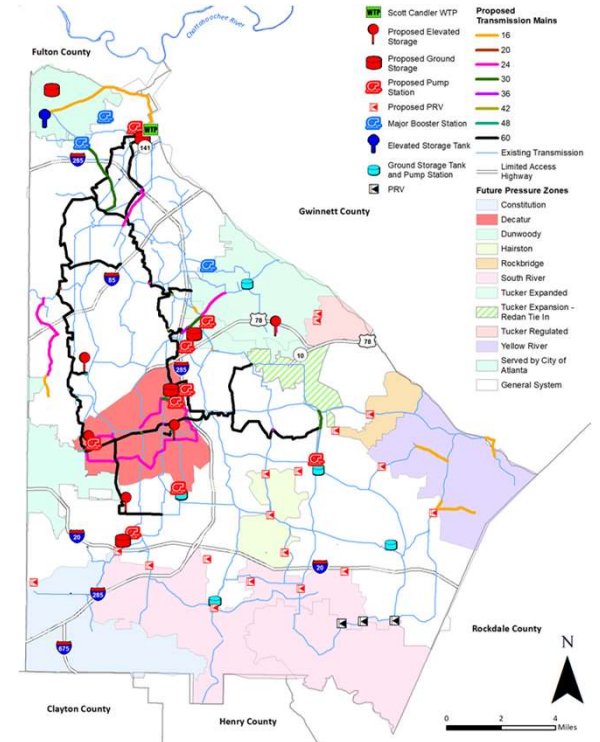 Chattahoochee River
Fulton County
WTP
141
285
Gwinnett County
85
78
78
10
285
20
20
285
675
Rockdale County
Clayton County
Henry County
N
0 2 4
Miles
WTP Scott Candler WTP
Proposed Elevated
Storage
Proposed Ground
Storage
Proposed Pump
Station
Proposed PRV
Major Booster Station
Elevated Storage Tank
Ground Storage Tank
and Pump Station
PRV
Proposed
Transmission Mains
16
20
24
30
36
42
48
60
Existing Transmission
Limited Access
Highway
Future Pressure Zones
Constitution
Decatur
Dunwoody
Hairston
Rockbridge
South River
Tucker Expanded
Tucker Expansion -
Redan Tie In
Tucker Regulated
Yellow River
Served by City of
Atlanta
General System